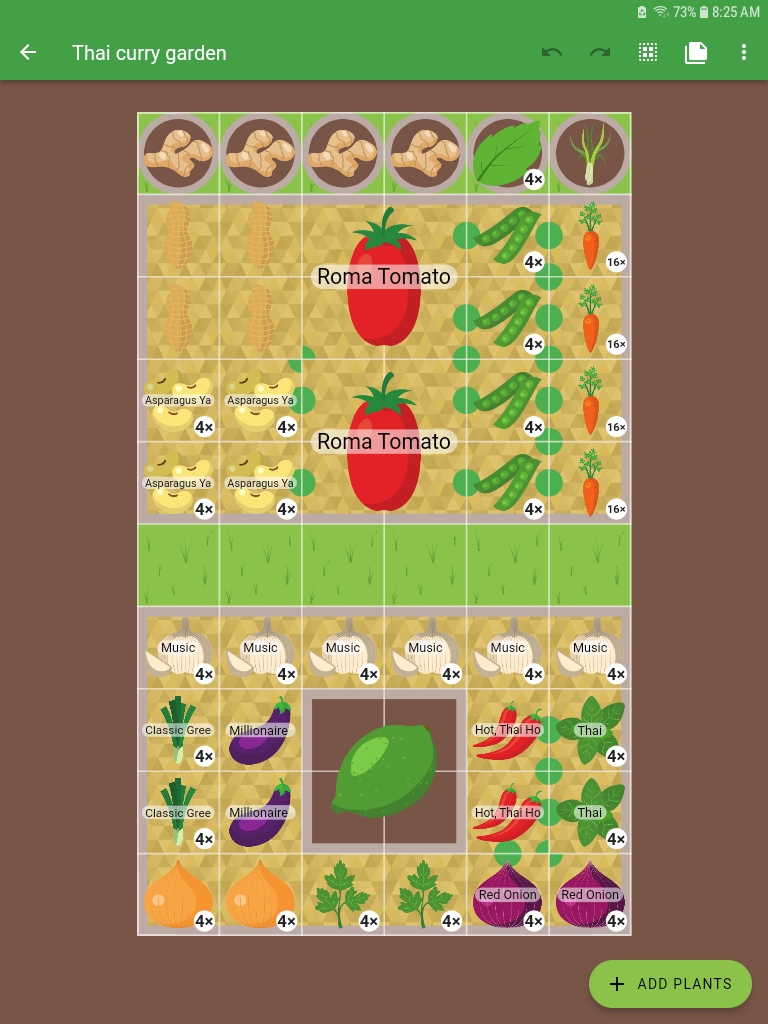 73% 8:25 AM
Thai curry garden
4×
Roma Tomato
4× 16×
4× 16×
Asparagus Ya Asparagus Ya
4× 4× 4× 16×
Roma Tomato
Asparagus Ya Asparagus Ya
4× 4× 4× 16×
Music Music Music Music Music Music
4× 4× 4× 4× 4× 4×
Classic Gree Millionaire Hot, Thai Ho Thai
4× 4×
Classic Gree Millionaire Hot, Thai Ho Thai
4× 4×
Red Onion Red Onion
4× 4× 4× 4× 4× 4×
ADD PLANTS